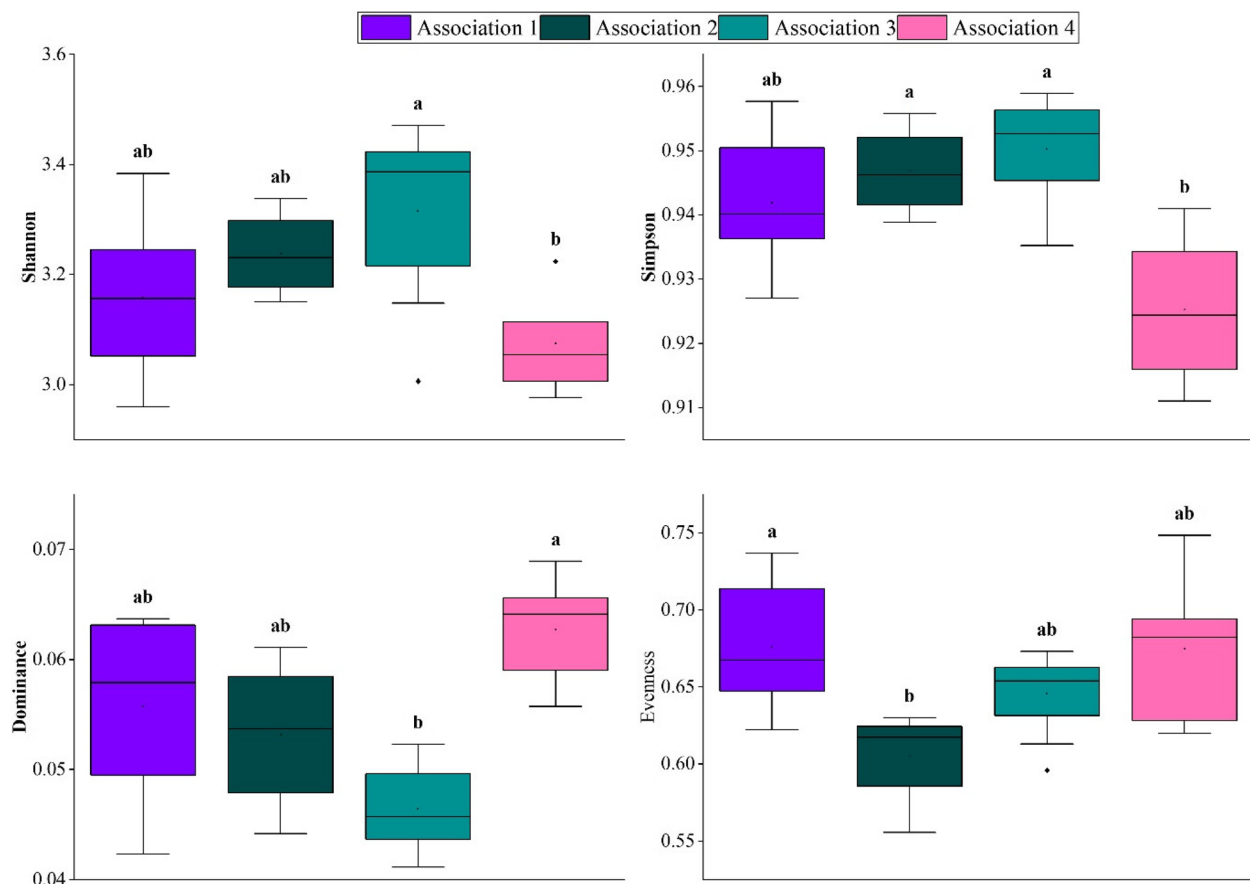 Association 1 Association 2 Association 3 Association 4
Shannon
3.6
3.4
3.2
3.0
ab
ab
a
b
Simpson
0.96
0.95
0.94
0.93
0.92
0.91
ab
a
a
b
Dominance
0.07
0.06
0.05
0.04
ab
ab
b
a
Evenness
0.75
0.70
0.65
0.60
0.55
a
b
ab
ab